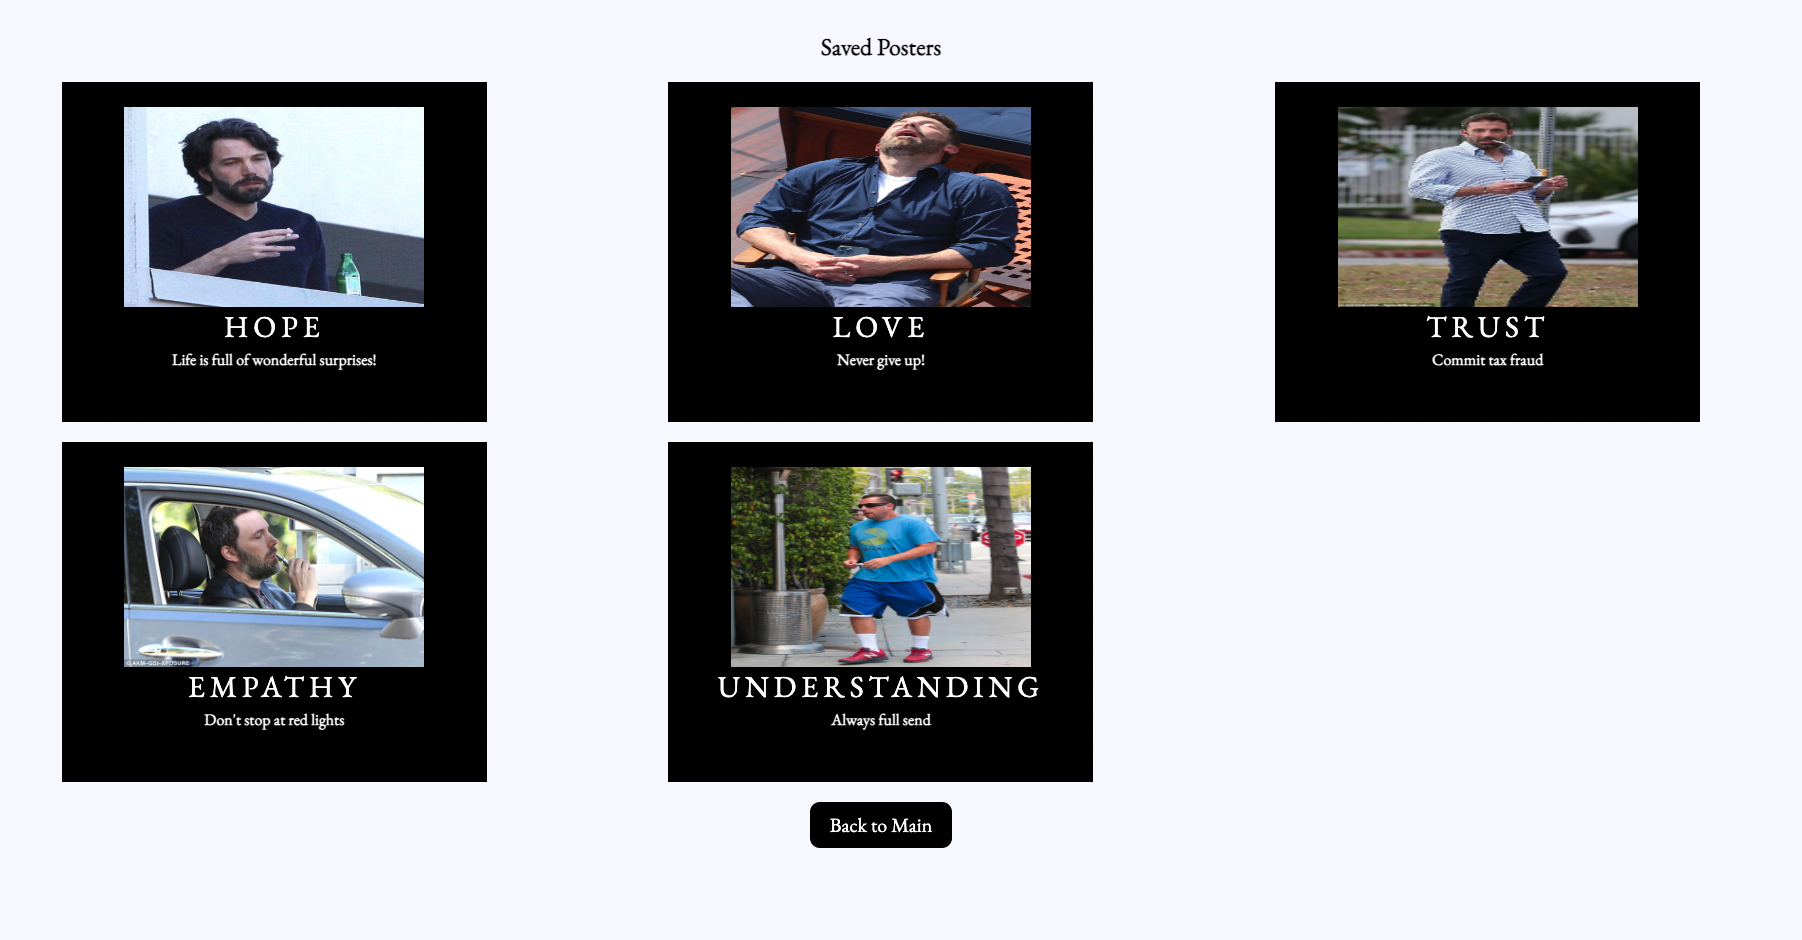 Saved Posters
HOPE
Life is full of wonderful surprises!
LOVE
Never give up!
TRUST
Commit tax fraud
© AKM-GSI-XPOSURE
EMPATHY
Don't stop at red lights
UNDERSTANDING
Always full send
Back to Main